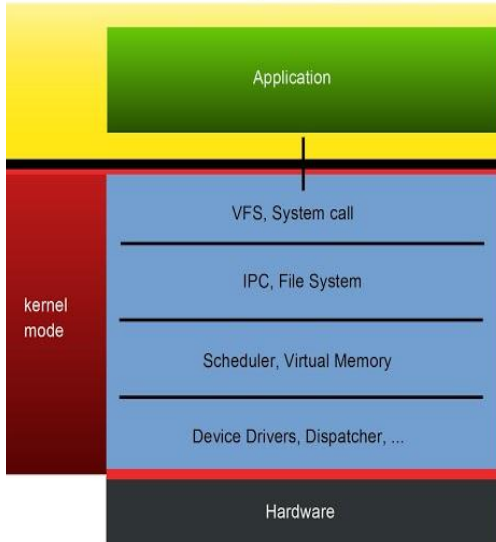 Application
VFS, System call
IPC, File System
kernel
mode
Scheduler, Virtual Memory
Device Drivers, Dispatcher, ...
Hardware